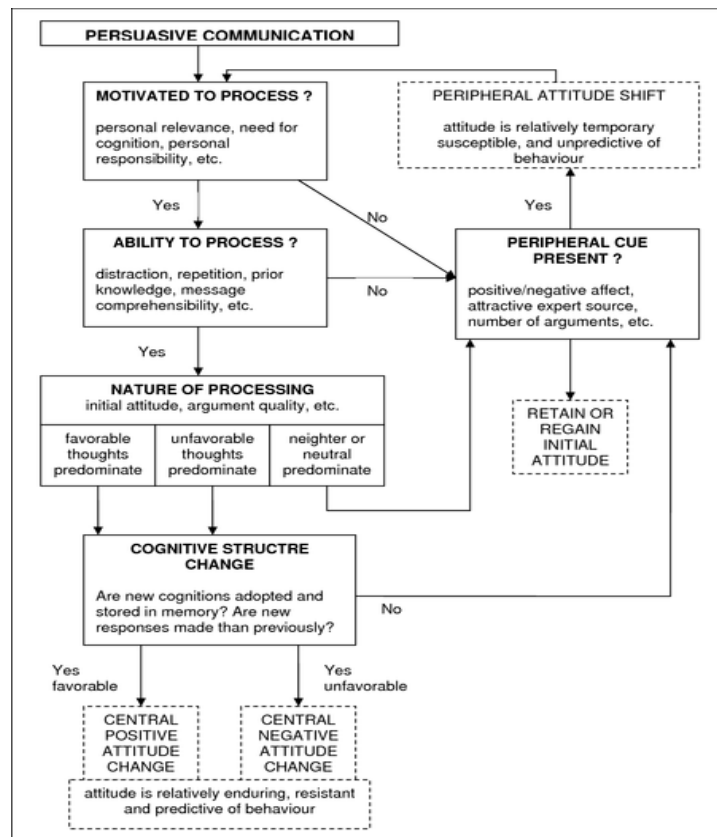 PERSUASIVE COMMUNICATION
MOTIVATED TO PROCESS ?
personal relevance, need for
cognition, personal
responsibility, etc.
PERIPHERAL ATTITUDE SHIFT
attitude is relatively temporary
susceptible, and unpredictive of
behaviour
Yes
No
Yes
ABILITY TO PROCESS ?
distraction, repetition, prior
knowledge, message
comprehensibility, etc.
No
PERIPHERAL CUE
PRESENT ?
positive/negative affect,
attractive expert source,
number of arguments, etc.
Yes
NATURE OF PROCESSING
initial attitude, argument quality, etc.
favorable
thoughts
predominate
unfavorable
thoughts
predominate
neighter or
neutral
predominate
RETAIN OR
REGAIN
INITIAL
ATTITUDE
COGNITIVE STRUCTRE
CHANGE
Are new cognitions adopted and
stored in memory? Are new
responses made than previously?
No
Yes
favorable
Yes
unfavorable
CENTRAL
POSITIVE
ATTITUDE
CHANGE
CENTRAL
NEGATIVE
ATTITUDE
CHANGE
attitude is relatively enduring, resistant
and predictive of behaviour